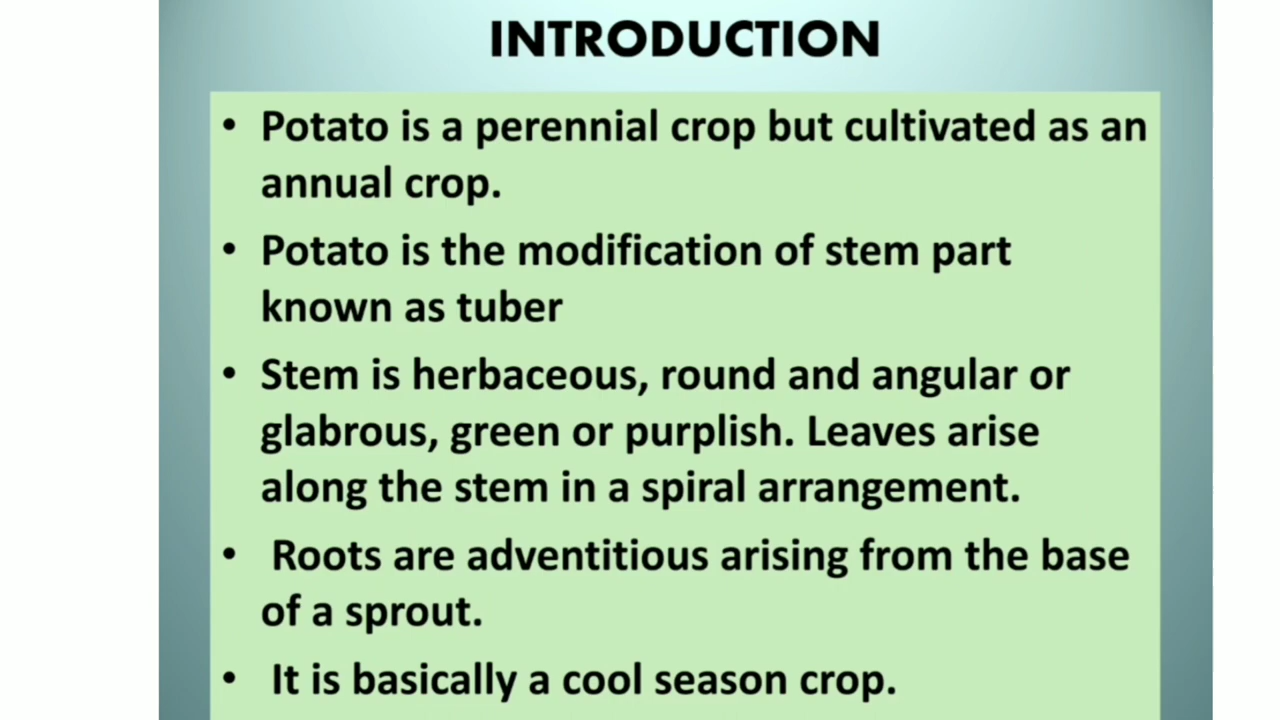 INTRODUCTION
• Potato is a perennial crop but cultivated as an
annual crop.
• Potato is the modification of stem part
known as tuber
• Stem is herbaceous, round and angular or
glabrous, green or purplish. Leaves arise
along the stem in a spiral arrangement.
• Roots are adventitious arising from the base
of a sprout.
• It is basically a cool season crop.